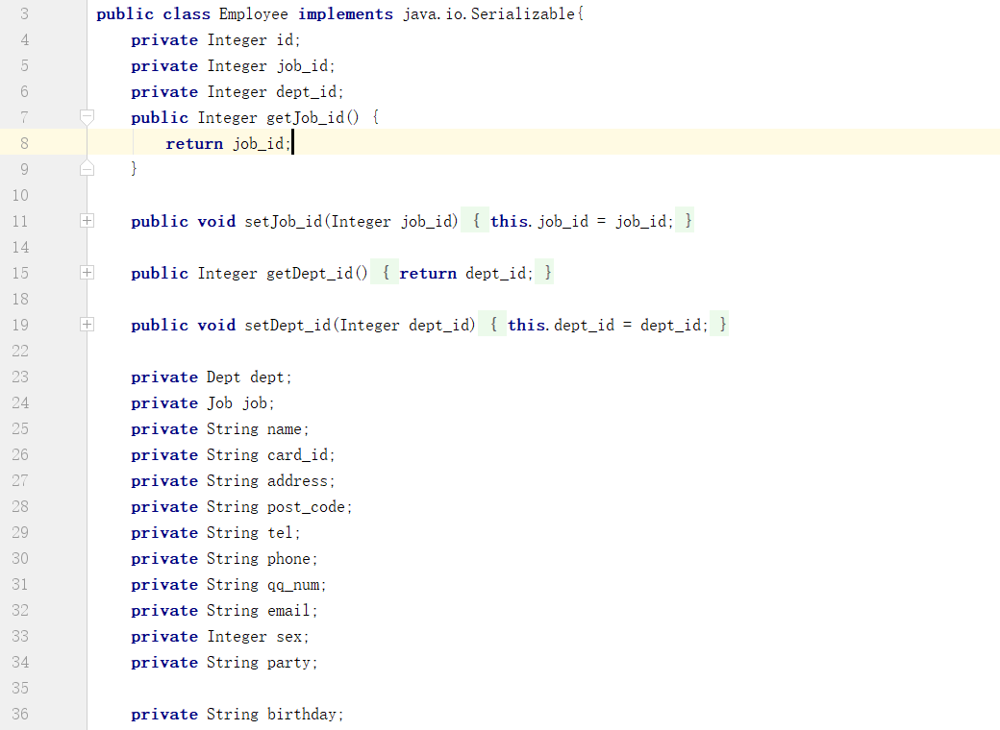 3 public class Employee implements java.io.Serializable{
4 private Integer id;
5 private Integer job_id;
6 private Integer dept_id;
7 public Integer getJob_id() {
8 return job_id;
9 }
10
11 public void setJob_id(Integer job_id) { this.job_id = job_id; }
14
15 public Integer getDept_id() { return dept_id; }
18
19 public void setDept_id(Integer dept_id) { this.dept_id = dept_id; }
22
23 private Dept dept;
24 private Job job;
25 private String name;
26 private String card_id;
27 private String address;
28 private String post_code;
29 private String tel;
30 private String phone;
31 private String qq_num;
32 private String email;
33 private Integer sex;
34 private String party;
35
36 private String birthday;